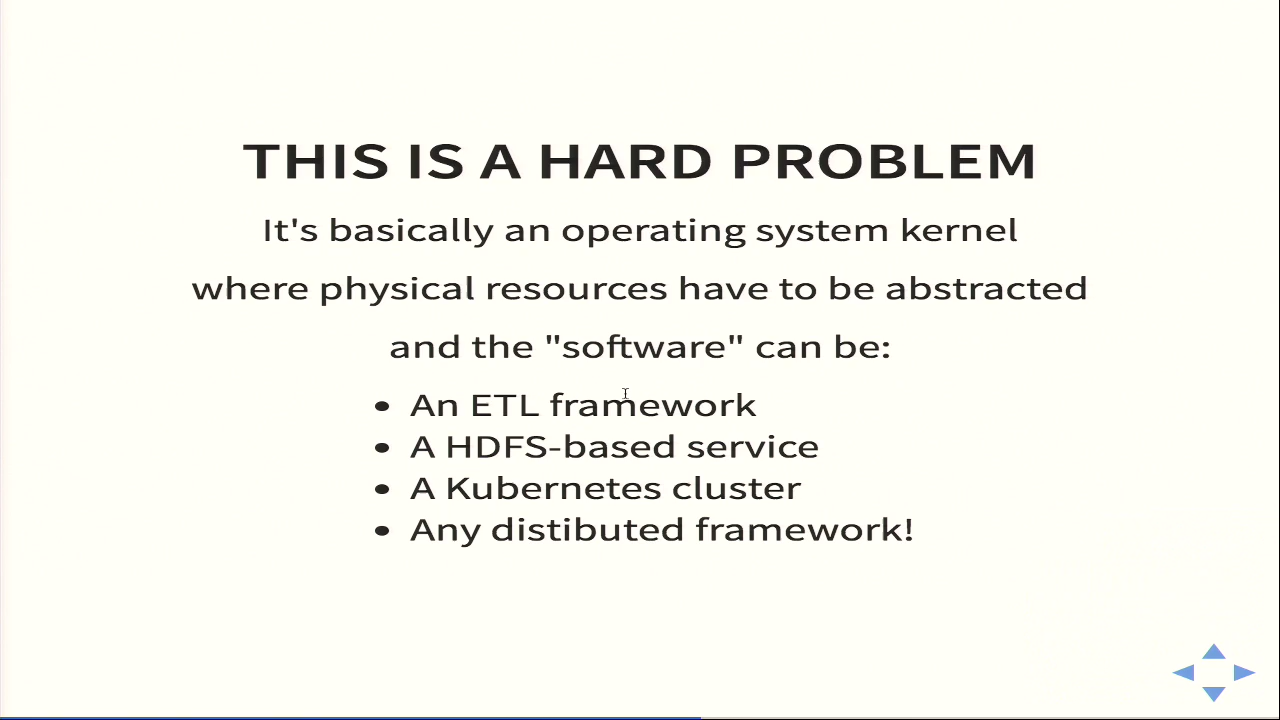 THIS IS A HARD PROBLEM
It's basically an operating system kernel
where physical resources have to be abstracted
and the "software" can be:
• An ETL framework
• A HDFS-based service
• A Kubernetes cluster
• Any distibuted framework!